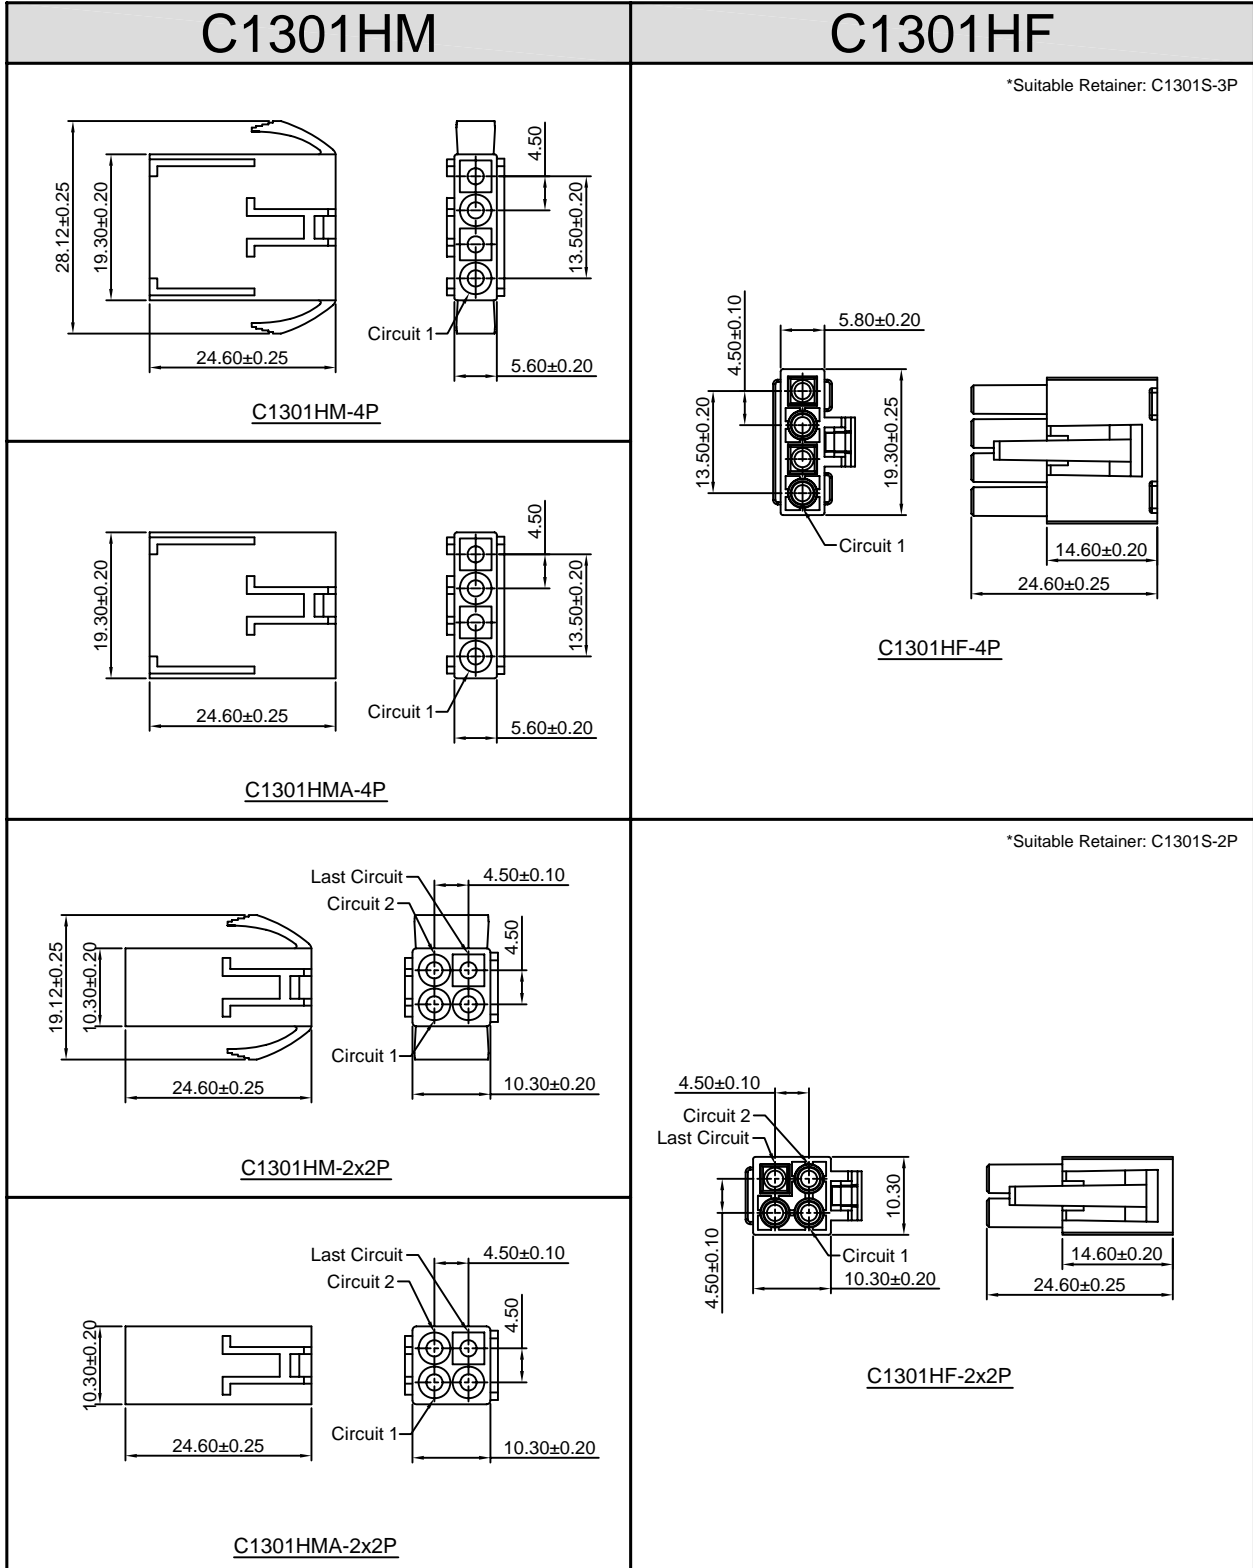 C1301HM
C1301HF
28.12±0.25
19.30±0.20
24.60±0.25
4.50
13.50±0.20
Circuit 1
5.60±0.20
C1301HM-4P
19.30±0.20
24.60±0.25
4.50
13.50±0.20
Circuit 1
5.60±0.20
C1301HMA-4P
*Suitable Retainer: C1301S-3P
4.50±0.10
5.80±0.20
13.50±0.20
19.30±0.25
Circuit 1
14.60±0.20
24.60±0.25
C1301HF-4P
Last Circuit
4.50±0.10
Circuit 2
4.50
19.12±0.25
10.30±0.20
Circuit 1
24.60±0.25
10.30±0.20
C1301HM-2x2P
Last Circuit
4.50±0.10
Circuit 2
4.50
10.30±0.20
Circuit 1
24.60±0.25
10.30±0.20
C1301HMA-2x2P
*Suitable Retainer: C1301S-2P
4.50±0.10
Circuit 2
Last Circuit
10.30
4.50±0.10
Circuit 1
10.30±0.20
14.60±0.20
24.60±0.25
C1301HF-2x2P